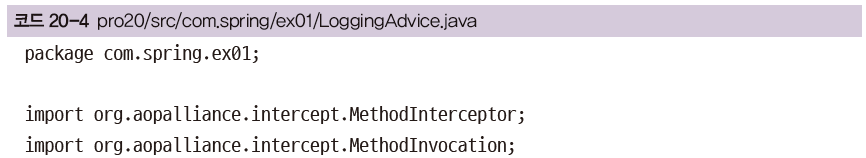 코드 20-4 pro20/src/com.spring/ex01/LoggingAdvice.java
package com.spring.ex01;
import org.aopalliance.intercept.MethodInterceptor;
import org.aopalliance.intercept.MethodInvocation;